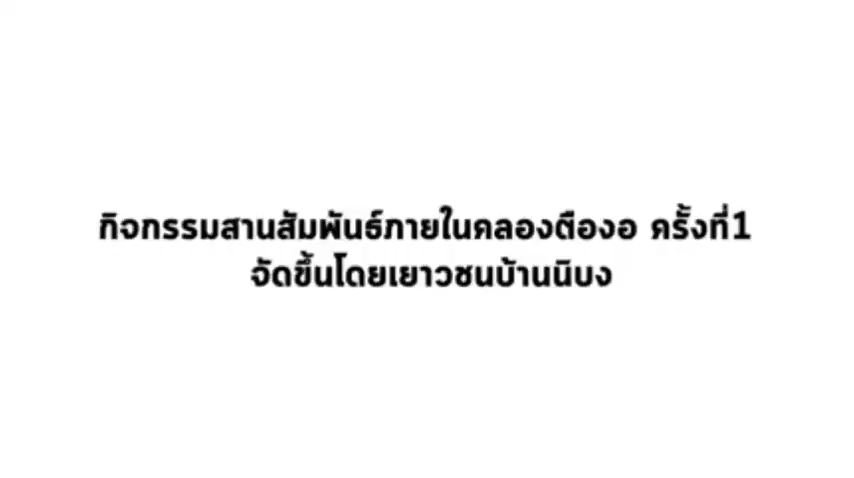 กิจกรรมสานสัมพันธ์ภายในคลองตืองอ ครั้งที่1
จัดขึ้นโดยเยาวชนบ้านนิบง